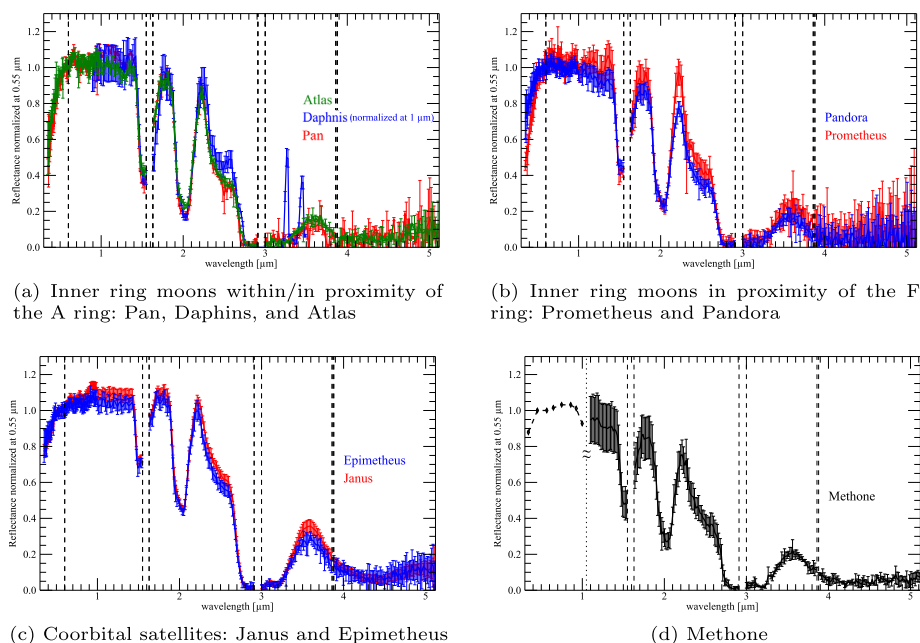 Reflectance normalized at 0.55 µm
1.2
1.0
0.8
0.6
0.4
0.2
0.0
Atlas
Daphnis (normalized at 1 µm)
Pan
1 2 3 4 5
wavelength [µm]
(a) Inner ring moons within/in proximity of
the A ring: Pan, Daphins, and Atlas
Reflectance normalized at 0.55 µm
1.2
1.0
0.8
0.6
0.4
0.2
0.0
Pandora
Prometheus
1 2 3 4 5
wavelength [µm]
(b) Inner ring moons in proximity of the F
ring: Prometheus and Pandora
Reflectance normalized at 0.55 µm
1.2
1.0
0.8
0.6
0.4
0.2
0.0
Epimetheus
Janus
1 2 3 4 5
wavelength [µm]
(c) Coorbital satellites: Janus and Epimetheus
Reflectance normalized at 0.55 µm
1.2
1.0
0.8
0.6
0.4
0.2
0.0
Methone
1 2 3 4 5
wavelength [µm]
(d) Methone